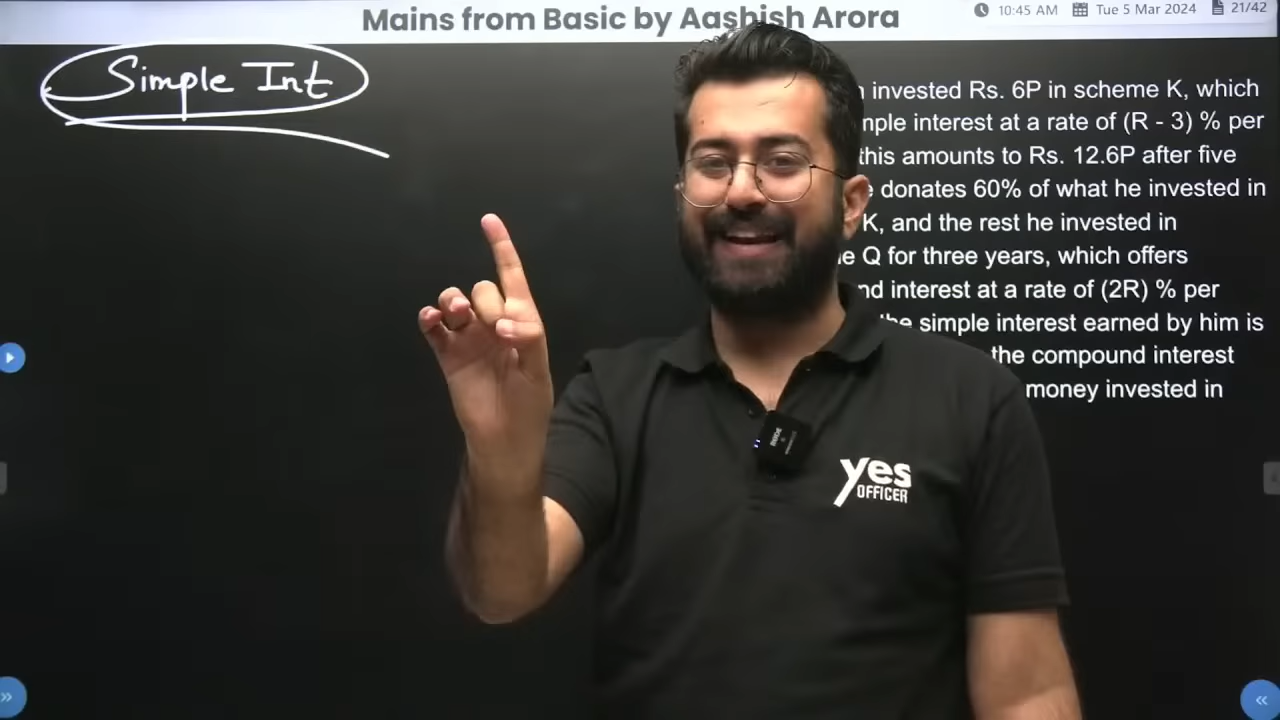 Mains from Basic by Aashish Arora
10:45 AM Tue 5 Mar 2024 21/42
Simple Int
invested Rs. 6P in scheme K, which
interest at a rate of (R - 3) % per
this amounts to Rs. 12.6P after five
donates 60% of what he invested in
K, and the rest he invested in
Q for three years, which offers
interest at a rate of (2R) % per
simple interest earned by him is
the compound interest
money invested in
yes
OFFICER